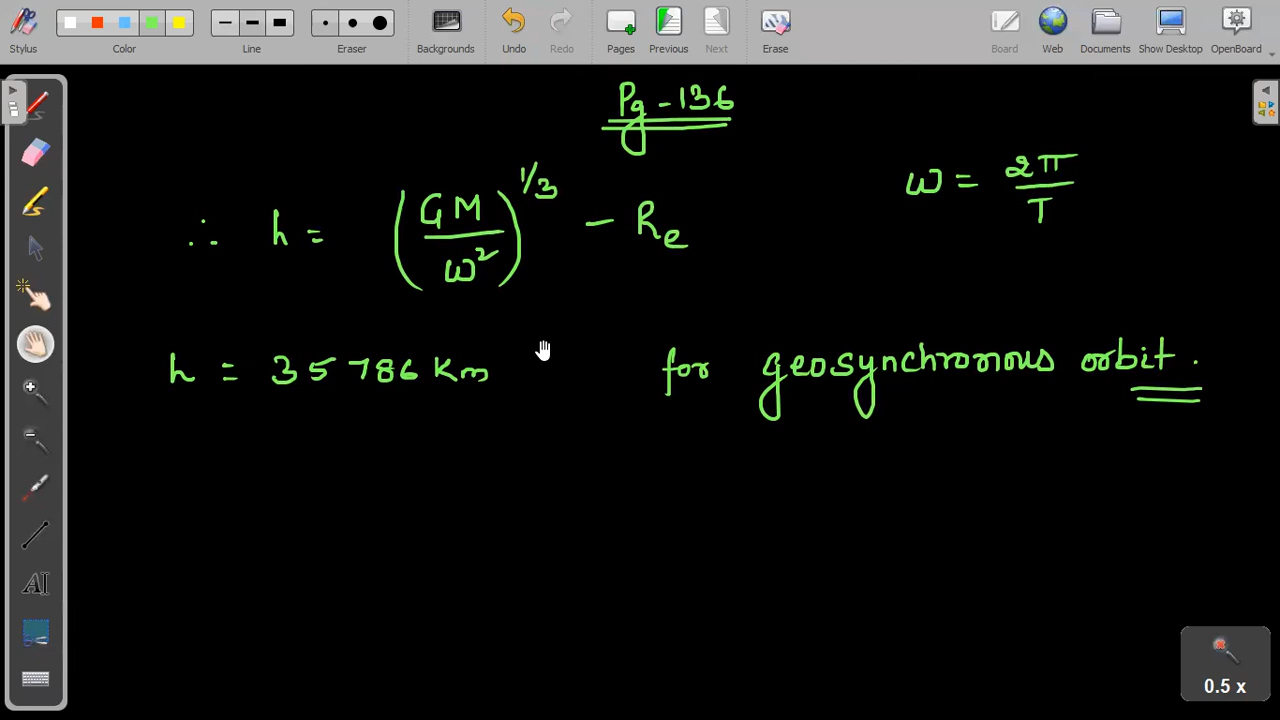 Stylus Color Line Eraser Backgrounds Undo Redo Pages Previous Next Erase Board Web Documents Show Desktop OpenBoard
Pg - 136
∴ h = (GM/ω²)^1/3 - Re
ω = 2π/T
h = 35786 Km for geosynchronous orbit.
AI
0.5 x